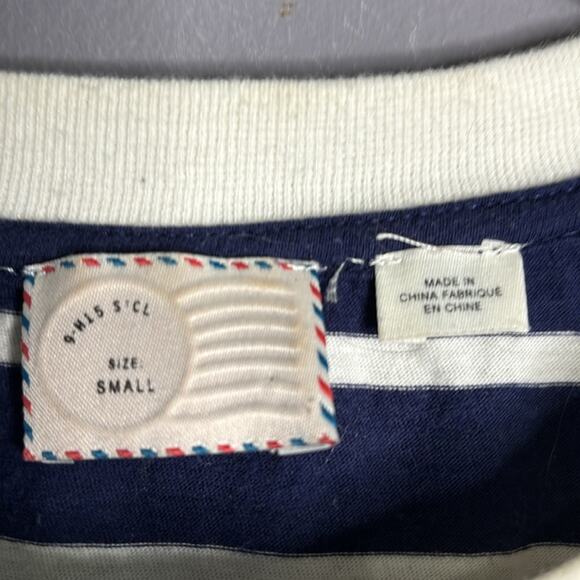 9-H15 S'CL
SIZE:
SMALL
MADE IN
CHINA FABRIQUE
EN CHINE